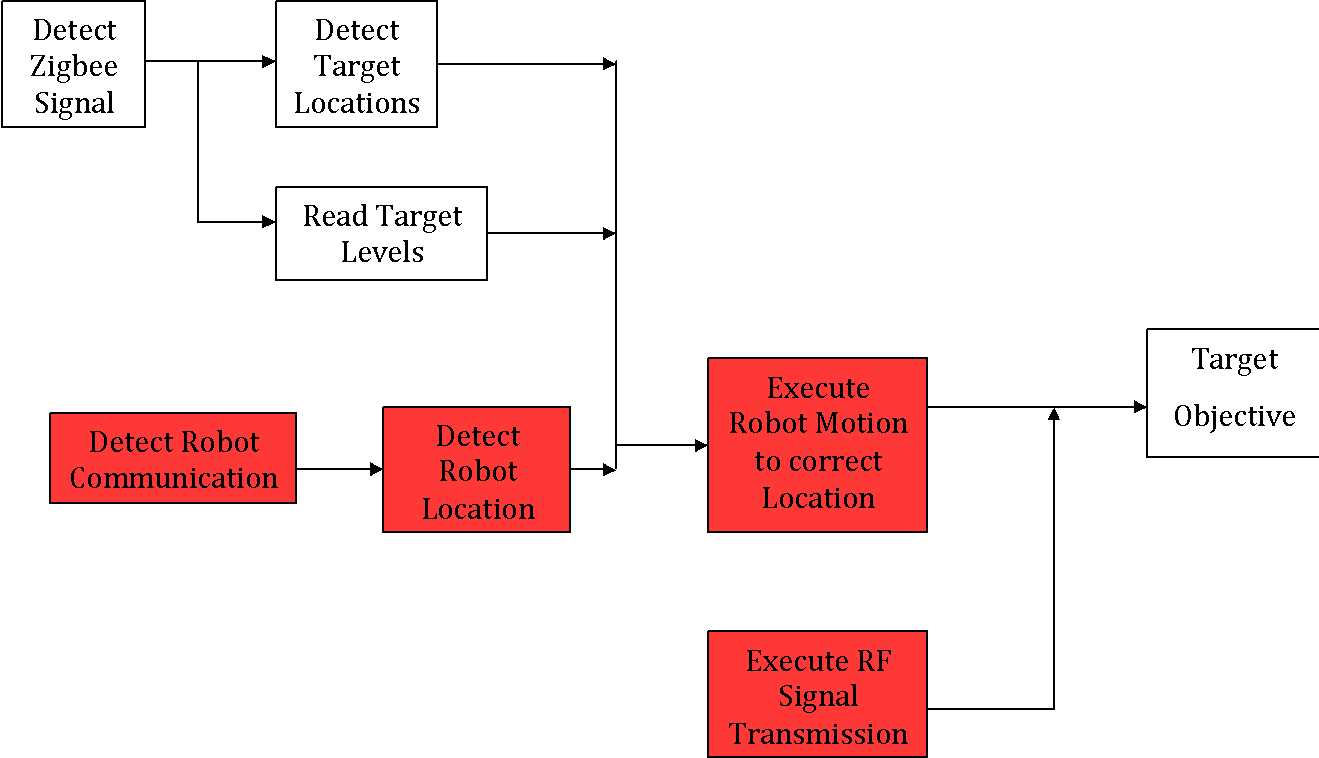 Detect
Zigbee
Signal
Detect
Target
Locations
Read Target
Levels
Detect Robot
Communication
Detect
Robot
Location
Execute
Robot Motion
to correct
Location
Target
Objective
Execute RF
Signal
Transmission